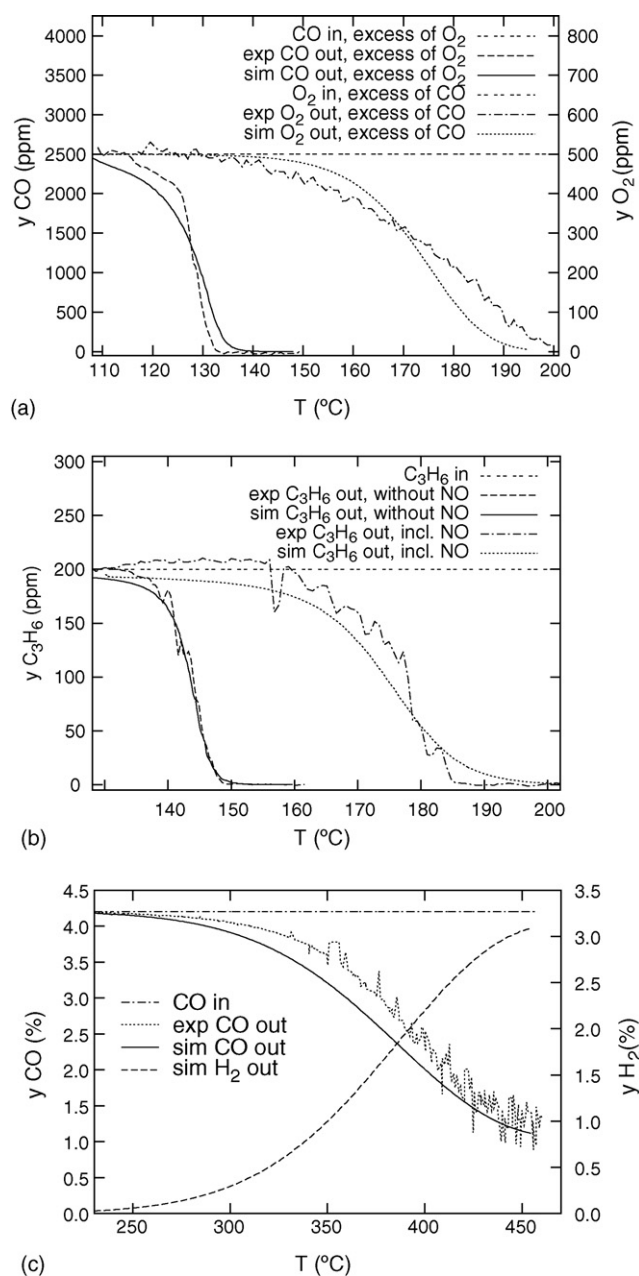 4000
3500
3000
2500
2000
1500
1000
500
0
y CO (ppm)
CO in, excess of O2
exp CO out, excess of O2
sim CO out, excess of O2
O2 in, excess of CO
exp O2 out, excess of CO
sim O2 out, excess of CO
800
700
600
500
400
300
200
100
0
y O2 (ppm)
110 120 130 140 150 160 170 180 190 200
T (ºC)
(a)
300
250
200
150
100
50
0
y C3H6 (ppm)
C3H6 in
exp C3H6 out, without NO
sim C3H6 out, without NO
exp C3H6 out, incl. NO
sim C3H6 out, incl. NO
140 150 160 170 180 190 200
T (ºC)
(b)
4.5
4.0
3.5
3.0
2.5
2.0
1.5
1.0
0.5
0.0
y CO (%)
CO in
exp CO out
sim CO out
sim H2 out
3.5
3.0
2.5
2.0
1.5
1.0
0.5
0.0
y H2(%)
250 300 350 400 450
T (ºC)
(c)